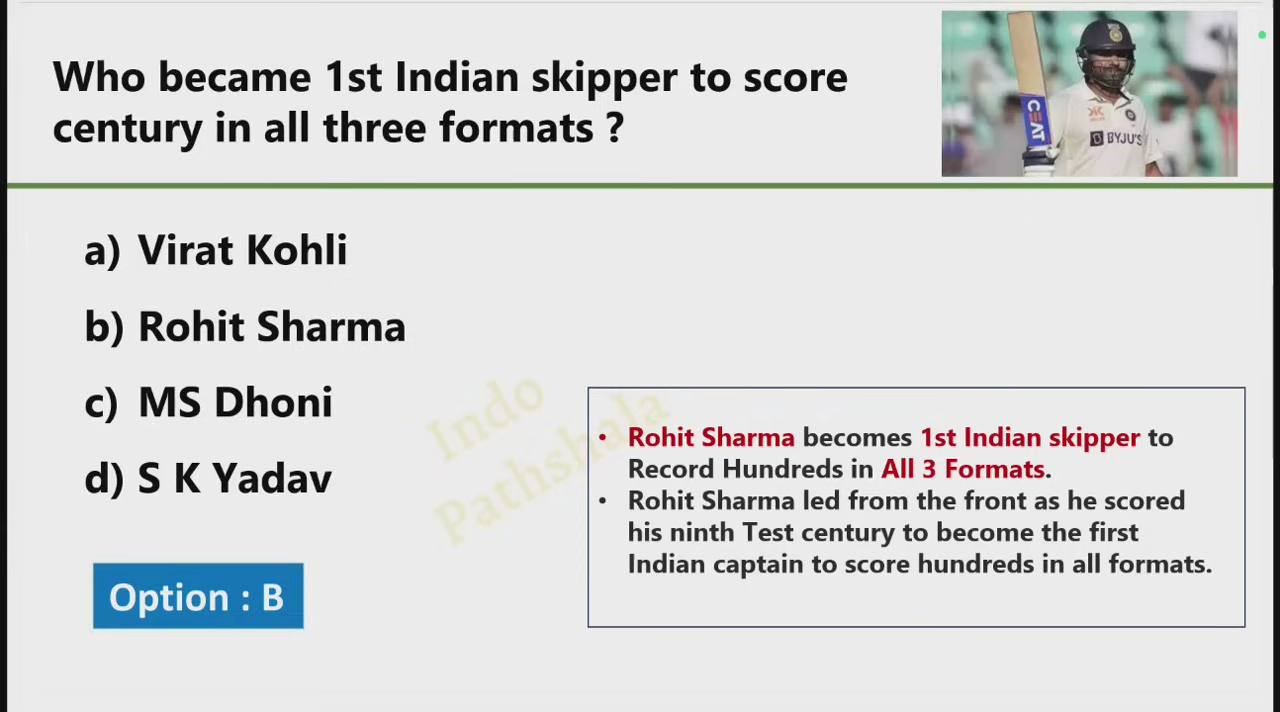 Who became 1st Indian skipper to score
century in all three formats ?
CEAT
BYJU'S
a) Virat Kohli
b) Rohit Sharma
c) MS Dhoni
d) S K Yadav
Indo
Pathshala
• Rohit Sharma becomes 1st Indian skipper to
Record Hundreds in All 3 Formats.
• Rohit Sharma led from the front as he scored
his ninth Test century to become the first
Indian captain to score hundreds in all formats.
Option : B